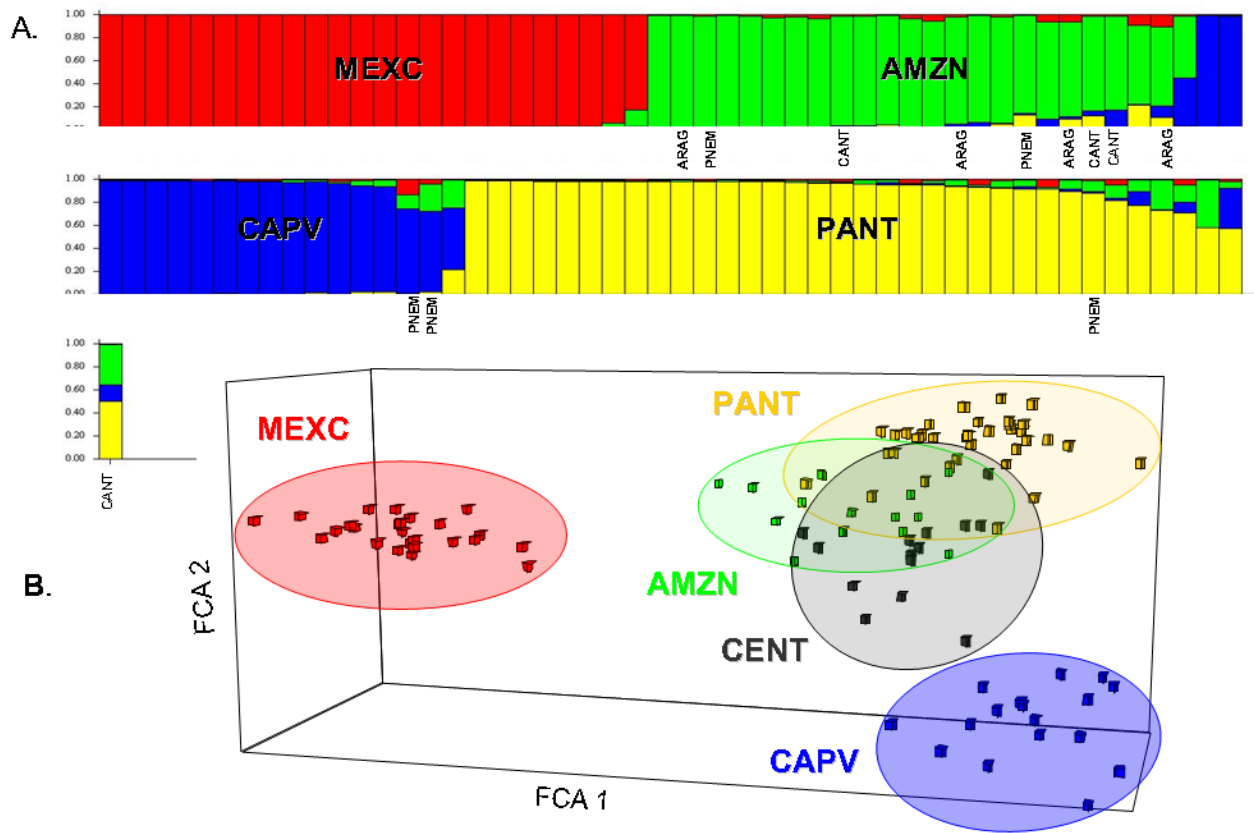 A.
1.00
0.80
0.60
0.40
0.20
MEXC
AMZN
ARAG
PNEM
CANT
ARAG
PNEM
ARAG
CANT
CANT
ARAG
1.00
0.80
0.60
0.40
0.20
0.00
CAPV
PANT
PNEM
PNEM
PNEM
1.00
0.80
0.60
0.40
0.20
0.00
CANT
B.
FCA 2
MEXC
PANT
AMZN
CENT
CAPV
FCA 1